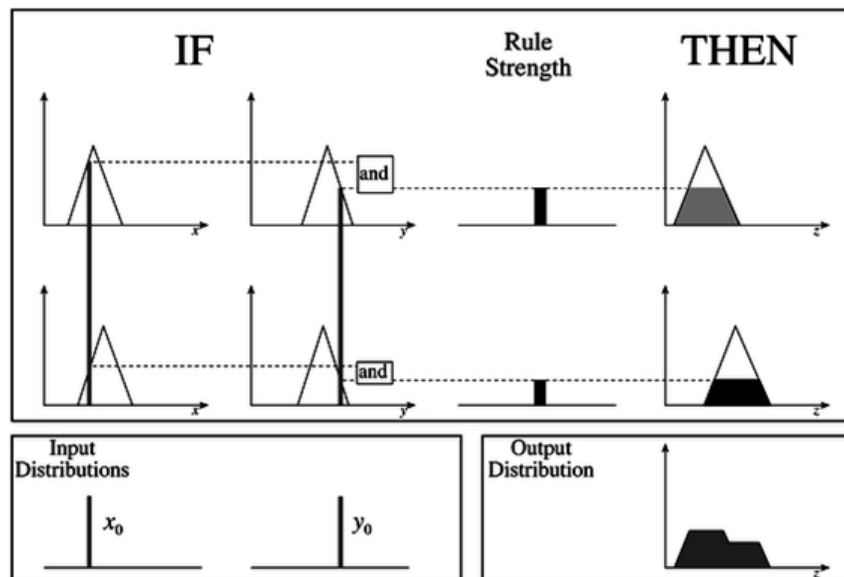 IF
Rule
Strength
THEN
and
x
y
z
and
x
y
z
Input
Distributions
x₀
y₀
Output
Distribution
z